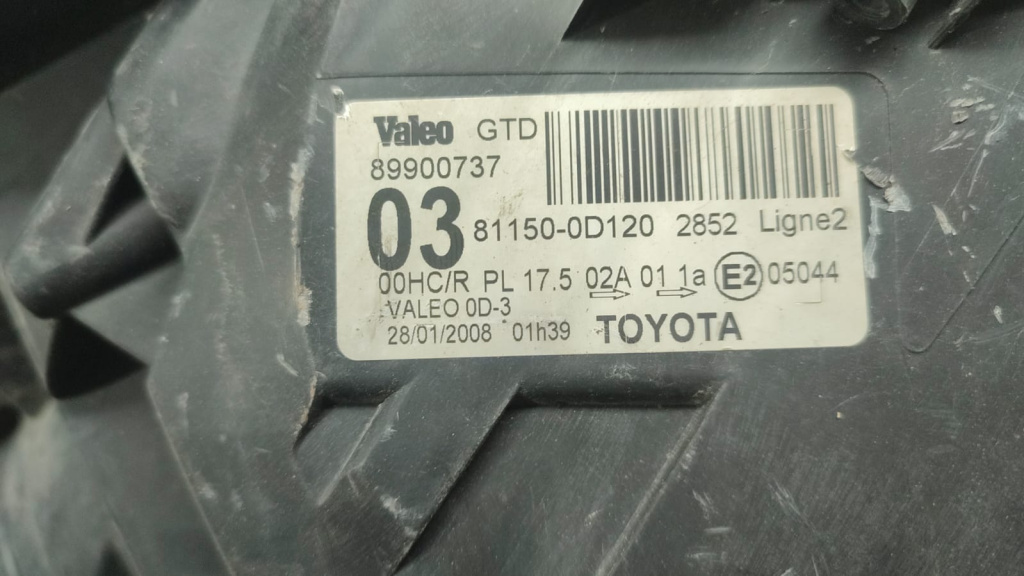 Valeo GTD
89900737
03 81150-0D120 2852 Ligne2
00HC/R PL 17.5 02A 01 1a E2 05044
VALEO 0D-3
28/01/2008 01h39 TOYOTA